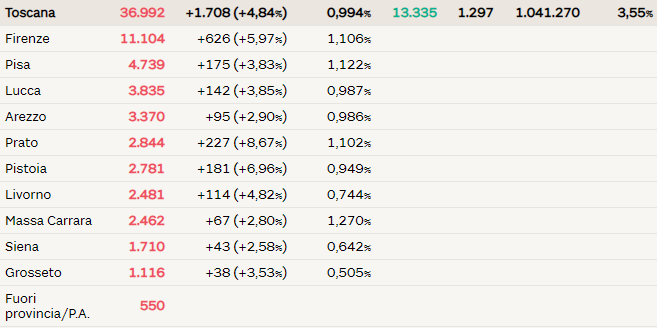 Toscana 36.992 +1.708 (+4,84%) 0,994% 13.335 1.297 1.041.270 3,55%
Firenze 11.104 +626 (+5,97%) 1,106%
Pisa 4.739 +175 (+3,83%) 1,122%
Lucca 3.835 +142 (+3,85%) 0,987%
Arezzo 3.370 +95 (+2,90%) 0,986%
Prato 2.844 +227 (+8,67%) 1,102%
Pistoia 2.781 +181 (+6,96%) 0,949%
Livorno 2.481 +114 (+4,82%) 0,744%
Massa Carrara 2.462 +67 (+2,80%) 1,270%
Siena 1.710 +43 (+2,58%) 0,642%
Grosseto 1.116 +38 (+3,53%) 0,505%
Fuori
provincia/P.A. 550